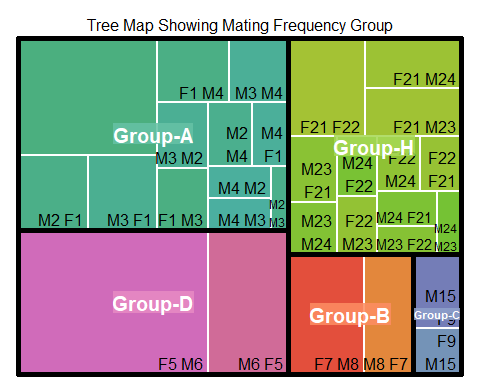 Tree Map Showing Mating Frequency Group
F1 M4
M3 M4
M2
M4
M4
F1
Group-A
M3 M2
M4 M2
M2
M3
M2 F1
M3 F1
F1 M3
M4 M3
F21 M24
F21 F22
F21 M23
Group-H
M23
F21
M24
F22
F22
M24
F22
F21
M23
M24
F22
M23
M24 F21
M23 F22
M24
M23
Group-D
F5 M6
M6 F5
Group-B
F7 M8
M8 F7
M15
F9
Group-C
F9
M15